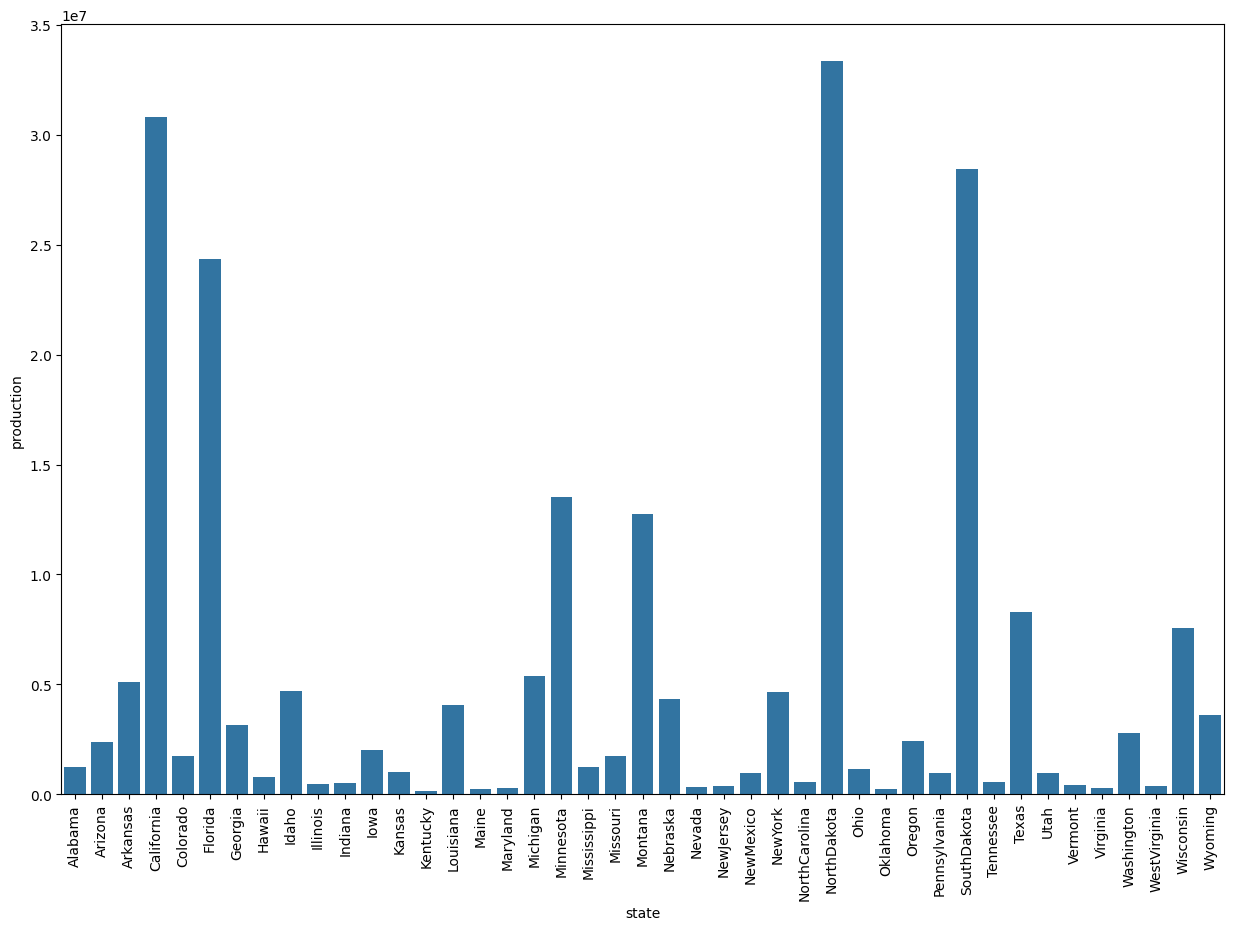 1e7
3.5
3.0
2.5
2.0
1.5
1.0
0.5
0.0
production
Alabama
Arizona
Arkansas
California
Colorado
Florida
Georgia
Hawaii
Idaho
Illinois
Indiana
Iowa
Kansas
Kentucky
Louisiana
Maine
Maryland
Michigan
Minnesota
Mississippi
Missouri
Montana
Nebraska
Nevada
NewJersey
NewMexico
NewYork
NorthCarolina
NorthDakota
Ohio
Oklahoma
Oregon
Pennsylvania
SouthDakota
Tennessee
Texas
Utah
Vermont
Virginia
Washington
WestVirginia
Wisconsin
Wyoming
state